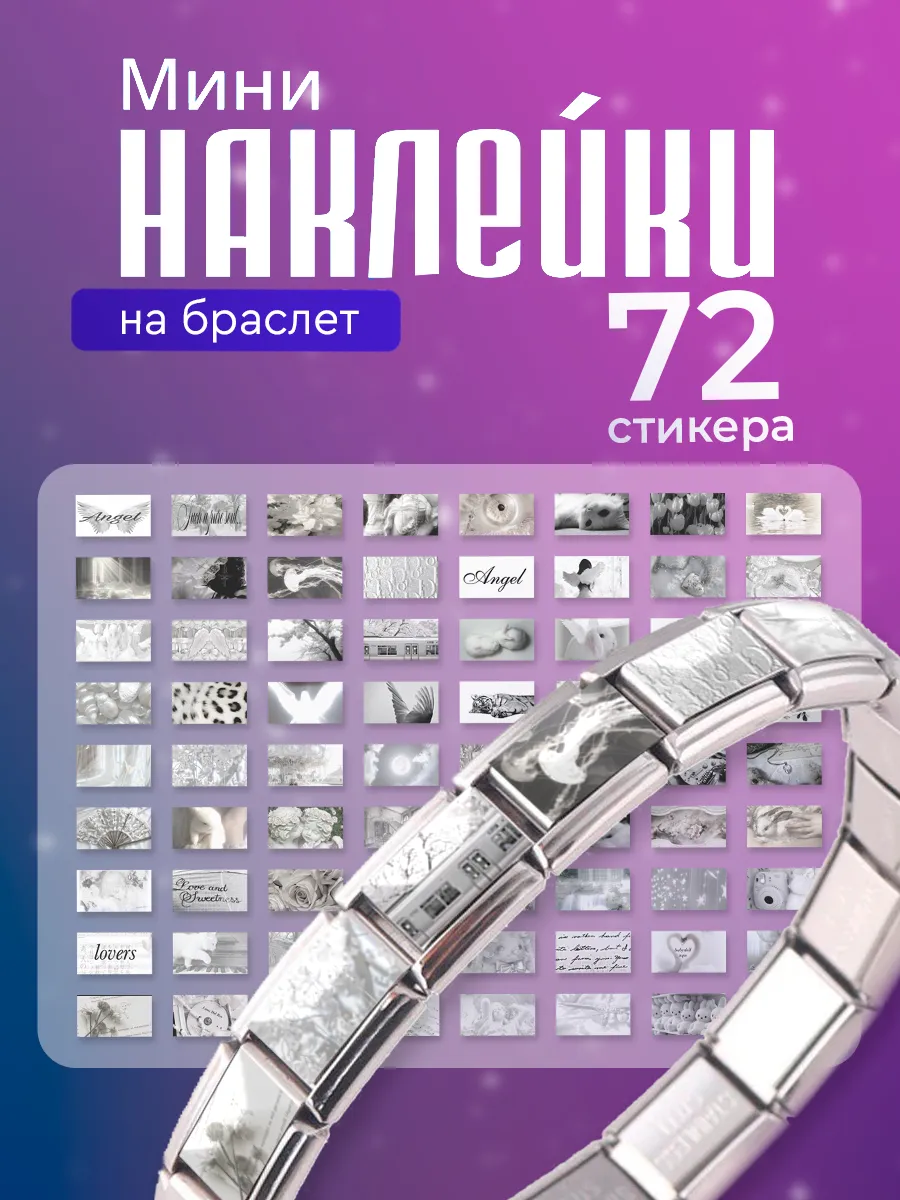 Мини
НАКЛЕЙКИ
на браслет
72
стикера
Angel
Angel
Love and
Sweetness
lovers